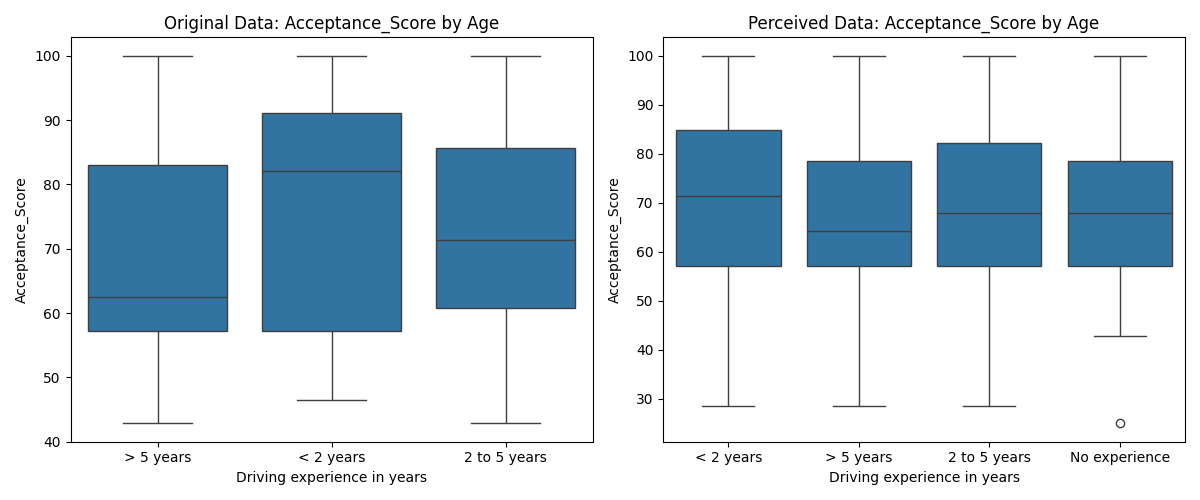 Original Data: Acceptance_Score by Age
Acceptance_Score
100
90
80
70
60
50
40
> 5 years
< 2 years
2 to 5 years
Driving experience in years
Perceived Data: Acceptance_Score by Age
Acceptance_Score
100
90
80
70
60
50
40
30
< 2 years
> 5 years
2 to 5 years
No experience
Driving experience in years